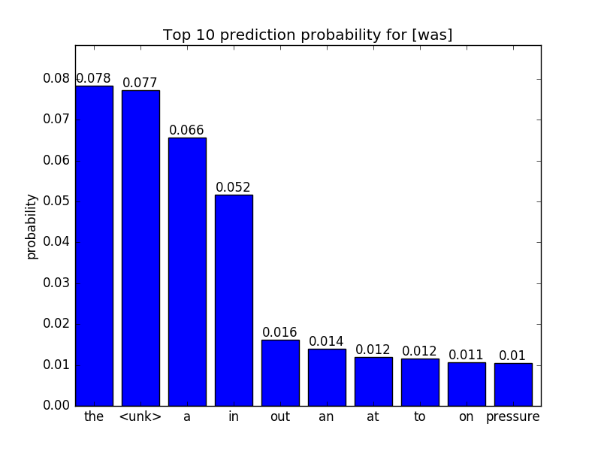 Top 10 prediction probability for [was]
probability
0.08
0.07
0.06
0.05
0.04
0.03
0.02
0.01
0.00
0.078 0.077 0.066 0.052 0.016 0.014 0.012 0.012 0.011 0.01
the <unk> a in out an at to on pressure